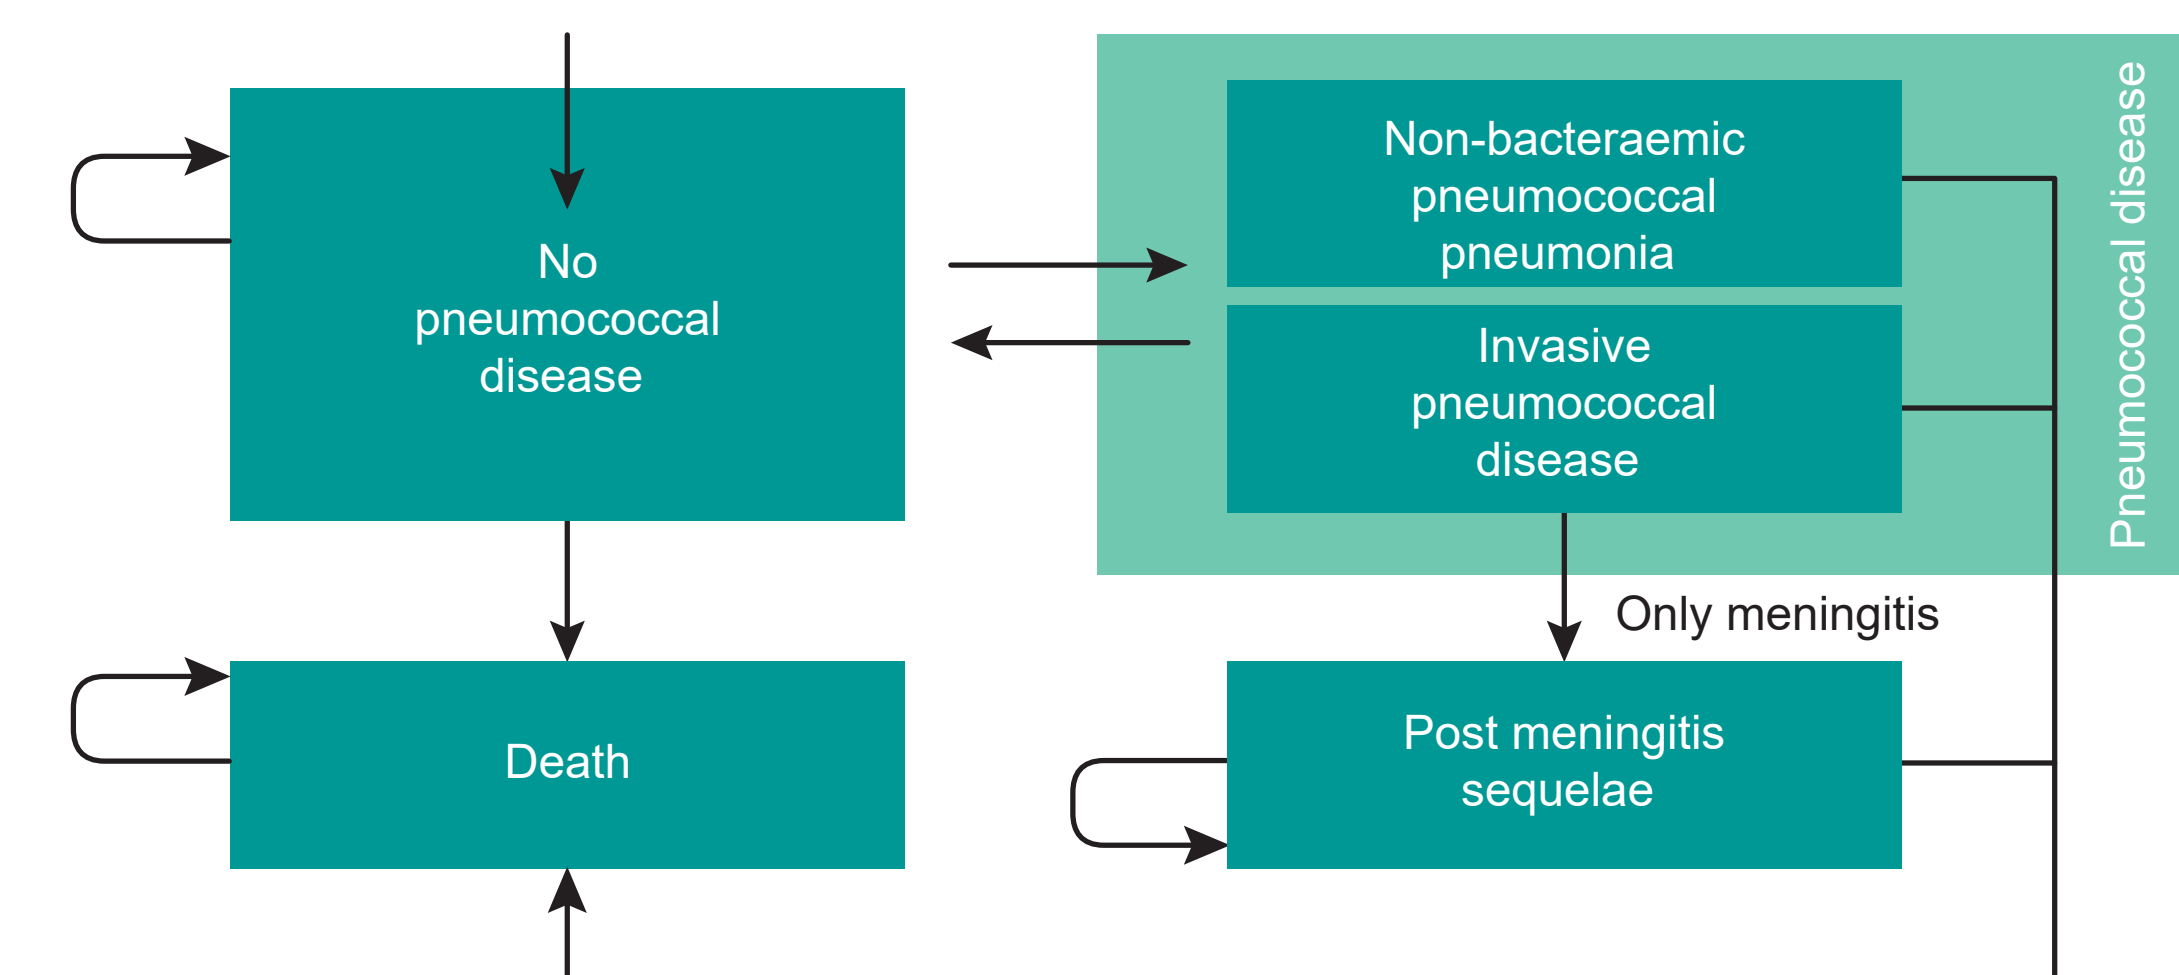 No
pneumococcal
disease
Non-bacteraemic
pneumococcal
pneumonia
Invasive
pneumococcal
disease
Pneumococcal disease
Only meningitis
Death
Post meningitis
sequelae